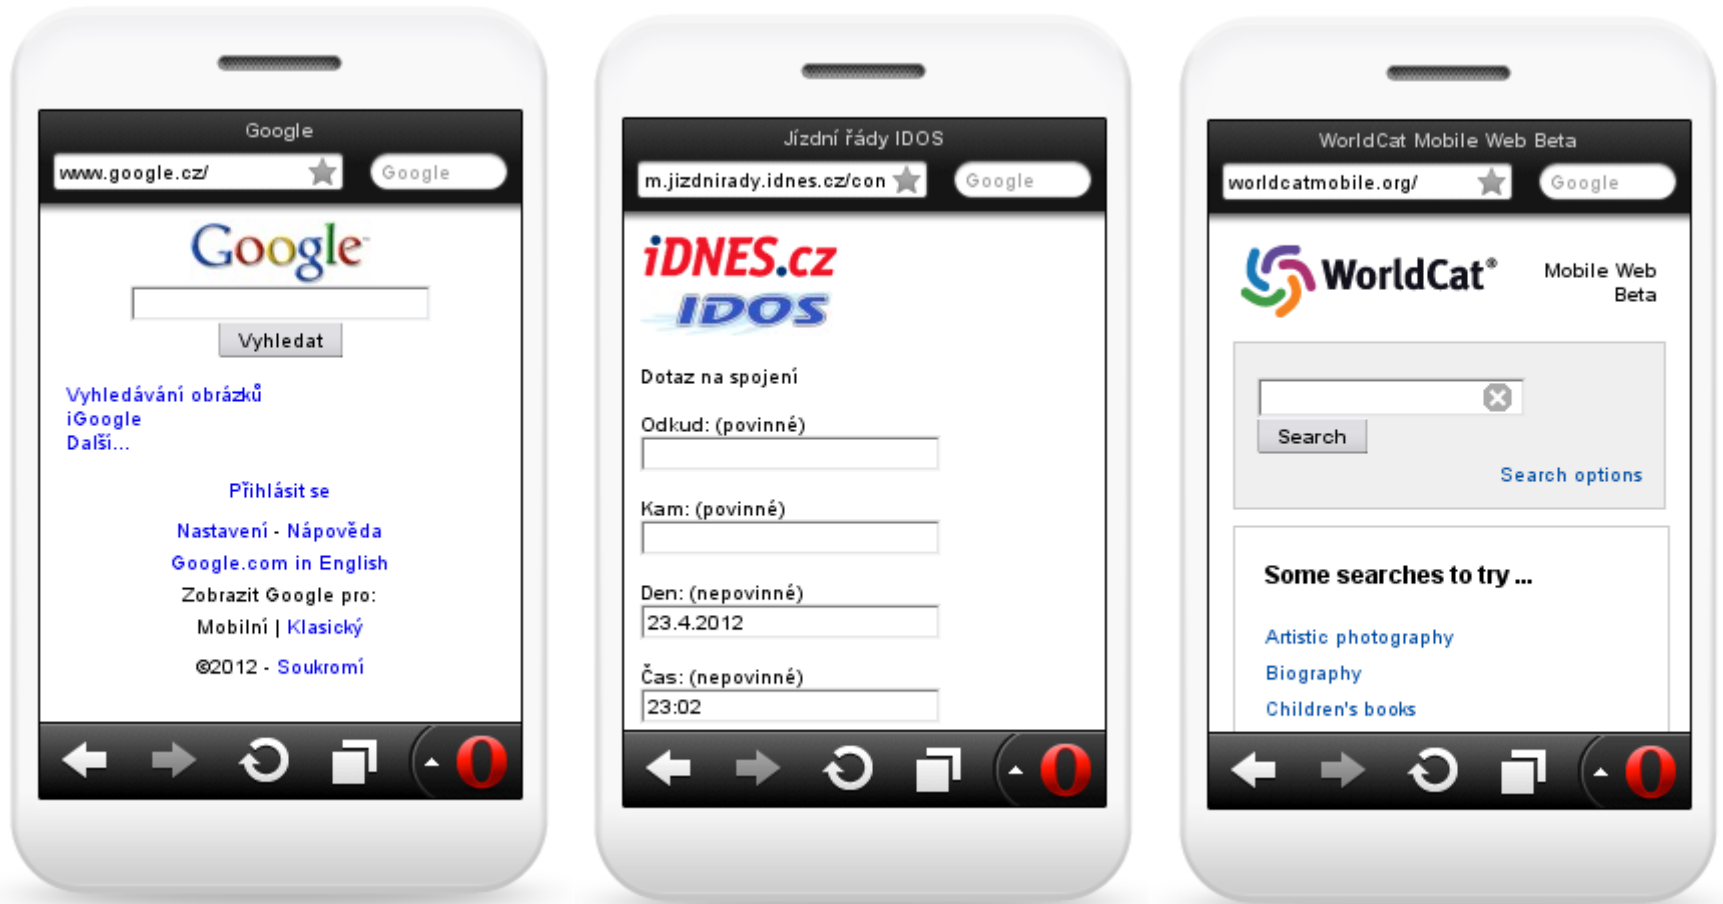 Google
www.google.cz/
Google
Google™
Vyhledat
Vyhledávání obrázků
iGoogle
Další...
Přihlásit se
Nastavení - Nápověda
Google.com in English
Zobrazit Google pro:
Mobilní | Klasický
©2012 - Soukromí
Jízdní řády IDOS
m.jizdnirady.idnes.cz/con
Google
iDNES.cz
IDOS
Dotaz na spojení
Odkud: (povinné)
Kam: (povinné)
Den: (nepovinné)
23.4.2012
Čas: (nepovinné)
23:02
WorldCat Mobile Web Beta
worldcatmobile.org/
Google
WorldCat®
Mobile Web
Beta
Search
Search options
Some searches to try ...
Artistic photography
Biography
Children's books